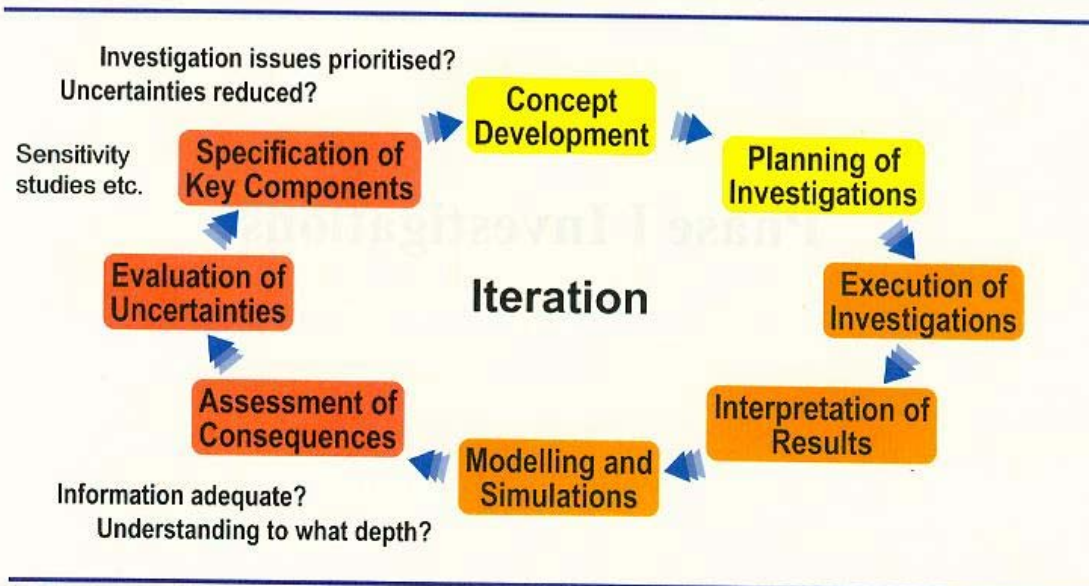 Investigation issues prioritised?
Uncertainties reduced?
Concept
Development
Sensitivity
studies etc.
Specification of
Key Components
Planning of
Investigations
Evaluation of
Uncertainties
Iteration
Execution of
Investigations
Assessment of
Consequences
Interpretation of
Results
Modelling and
Simulations
Information adequate?
Understanding to what depth?
Phase I Investigations